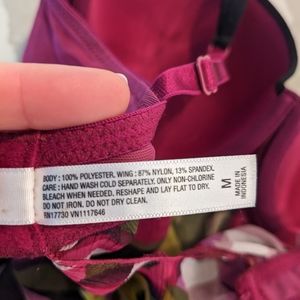 BODY : 100% POLYESTER, WING : 87% NYLON, 13% SPANDEX.
CARE : HAND WASH COLD SEPARATELY. ONLY NON-CHLORINE
BLEACH WHEN NEEDED. RESHAPE AND LAY FLAT TO DRY.
DO NOT IRON. DO NOT DRY CLEAN.
RN17730 VN1117646
M
MADE IN
INDONESIA